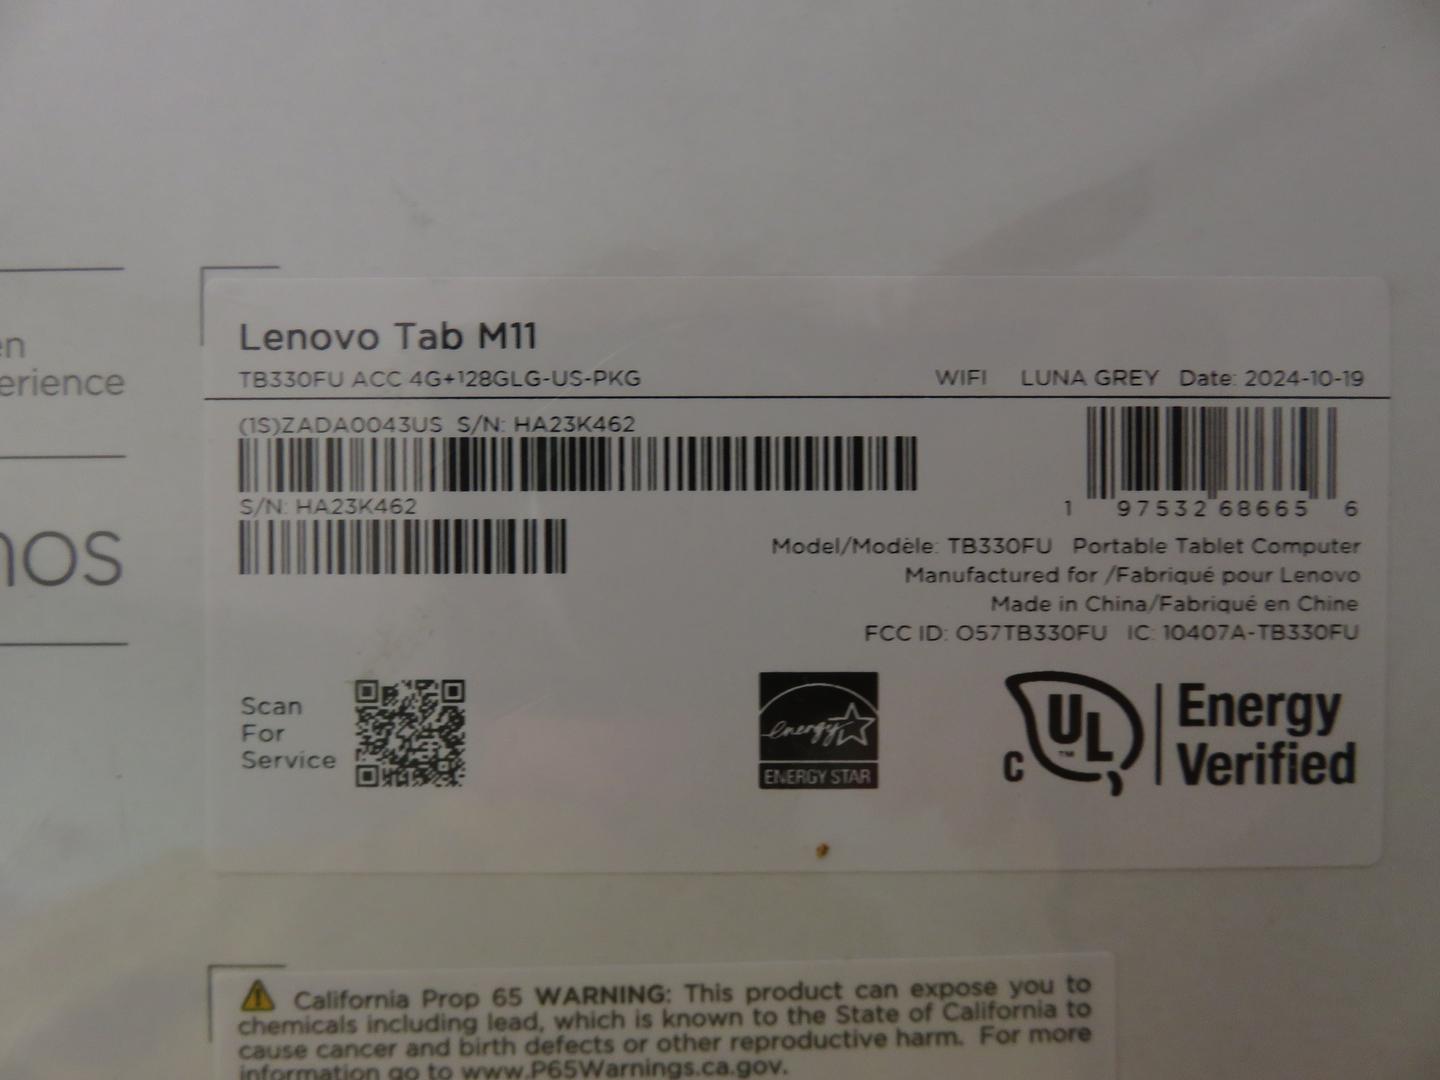 en
erience
nos
Lenovo Tab M11
TB330FU ACC 4G+128GLG-US-PKG WIFI LUNA GREY Date: 2024-10-19
(1S)ZADA0043US S/N: HA23K462
S/N: HA23K462
1 97532 68665 6
Model/Modèle: TB330FU Portable Tablet Computer
Manufactured for /Fabriqué pour Lenovo
Made in China/Fabriqué en Chine
FCC ID: O57TB330FU IC: 10407A-TB330FU
Scan
For
Service
energy
ENERGY STAR
C UL ™
Energy
Verified
California Prop 65 WARNING: This product can expose you to
chemicals including lead, which is known to the State of California to
cause cancer and birth defects or other reproductive harm. For more
information go to www.P65Warnings.ca.gov.